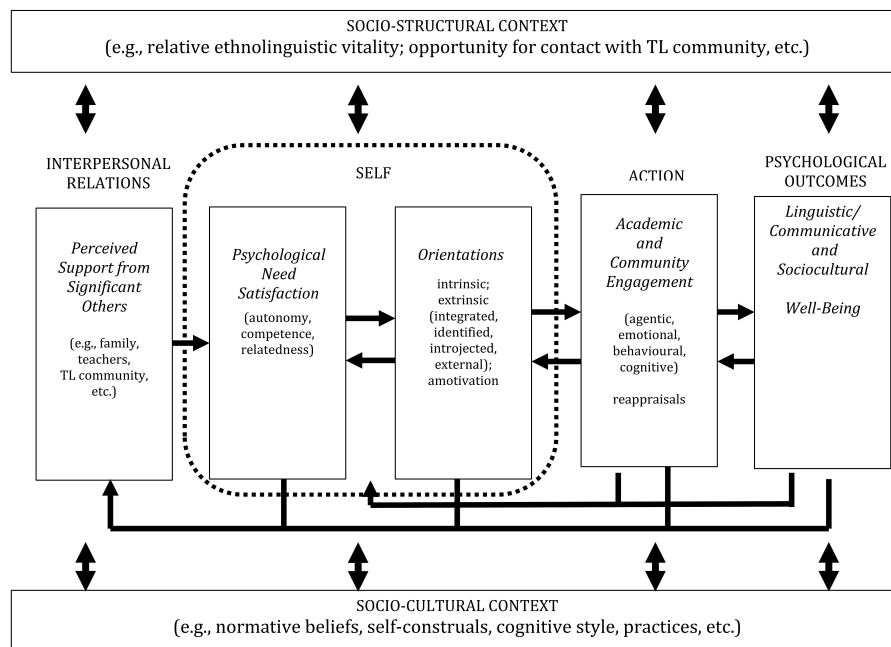 SOCIO-STRUCTURAL CONTEXT
(e.g., relative ethnolinguistic vitality; opportunity for contact with TL community, etc.)
INTERPERSONAL
RELATIONS
SELF
ACTION
PSYCHOLOGICAL
OUTCOMES
Perceived
Support from
Significant
Others
(e.g., family,
teachers,
TL community,
etc.)
Psychological
Need
Satisfaction
(autonomy,
competence,
relatedness)
Orientations
intrinsic;
extrinsic
(integrated,
identified,
introjected,
external);
amotivation
Academic
and
Community
Engagement
(agentic,
emotional,
behavioural,
cognitive)
reappraisals
Linguistic/
Communicative
and
Sociocultural
Well-Being
SOCIO-CULTURAL CONTEXT
(e.g., normative beliefs, self-construals, cognitive style, practices, etc.)